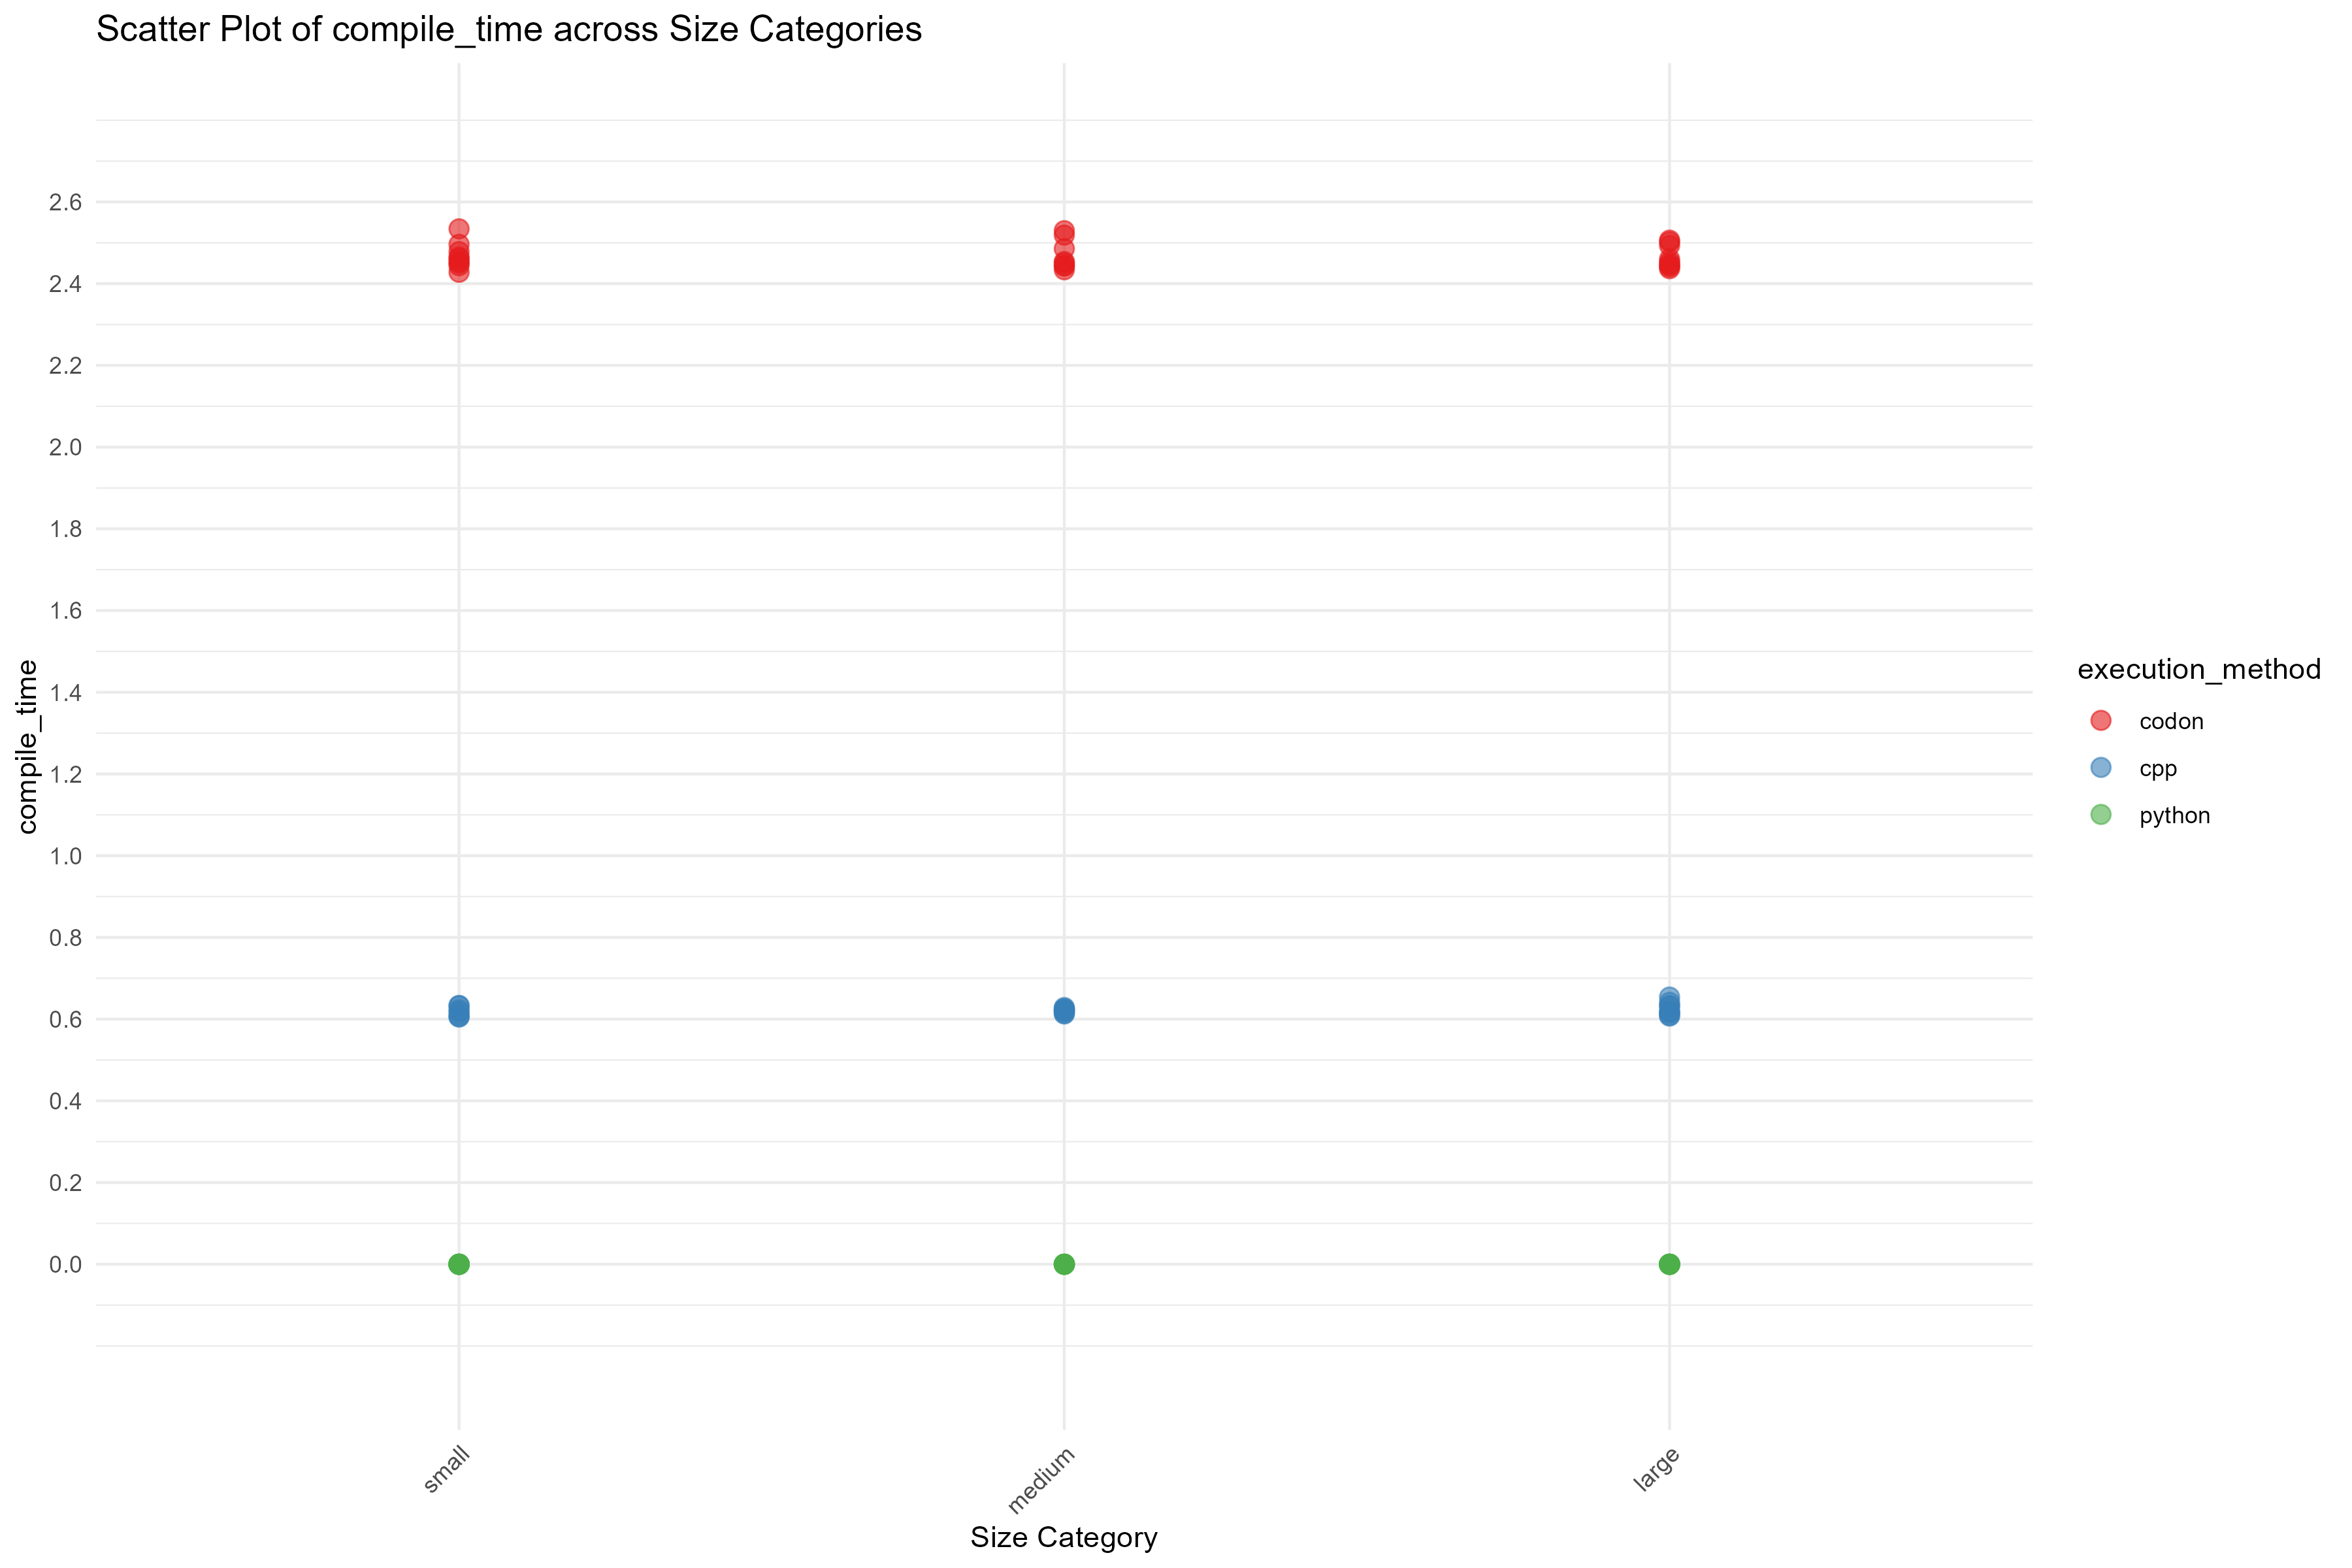 Scatter Plot of compile_time across Size Categories
2.6
2.4
2.2
2.0
1.8
1.6
1.4
1.2
1.0
0.8
0.6
0.4
0.2
0.0
compile_time
small
medium
large
Size Category
execution_method
codon
cpp
python